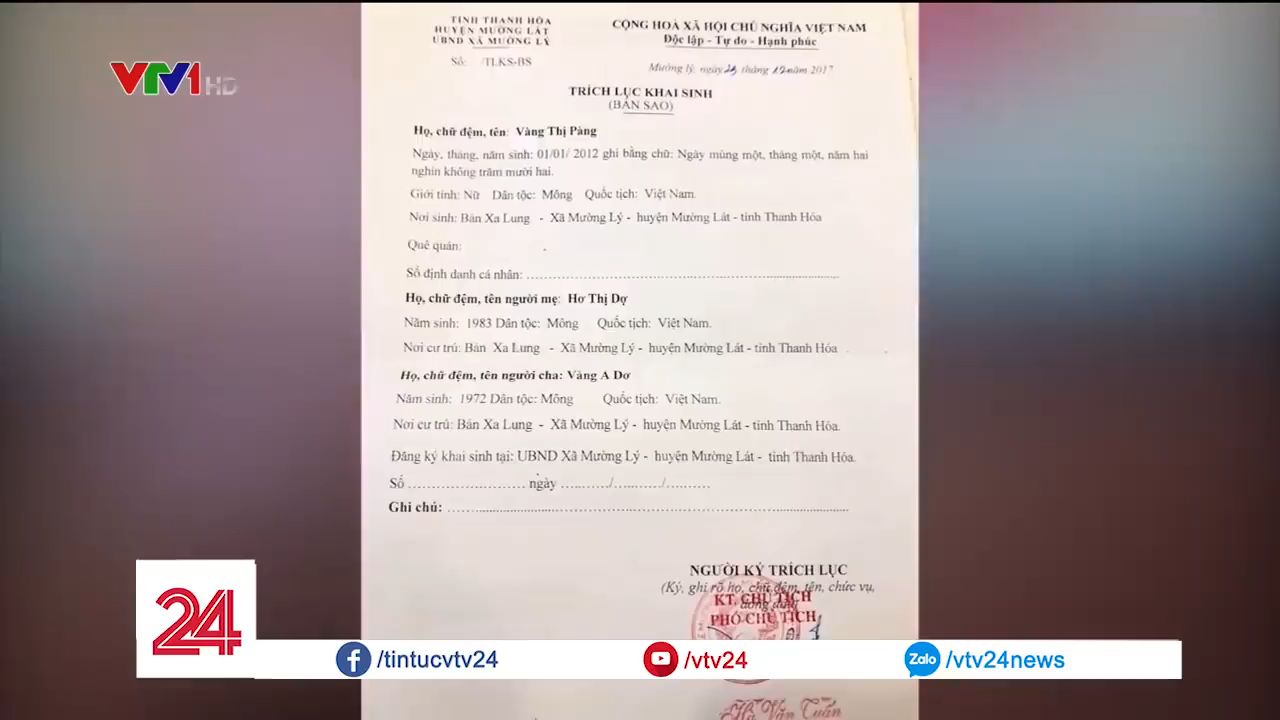 VTV1 HD
TỈNH THANH HÓA
HUYỆN MƯỜNG LÁT
UBND XÃ MƯỜNG LÝ
Số: /TLKS-BS
CỘNG HOÀ XÃ HỘI CHỦ NGHĨA VIỆT NAM
Độc lập - Tự do - Hạnh phúc
Mường lý, ngày tháng 12 năm 2017
TRÍCH LỤC KHAI SINH
(BẢN SAO)
Họ, chữ đệm, tên: Vàng Thị Pàng
Ngày, tháng, năm sinh: 01/01/ 2012 ghi bằng chữ: Ngày mùng một, tháng một, năm hai
nghìn không trăm mười hai.
Giới tính: Nữ Dân tộc: Mông Quốc tịch: Việt Nam.
Nơi sinh: Bản Xa Lung - Xã Mường Lý - huyện Mường Lát - tỉnh Thanh Hóa
Quê quán:
Số định danh cá nhân: ........................
Họ, chữ đệm, tên người mẹ: Hơ Thị Dợ
Năm sinh: 1983 Dân tộc: Mông Quốc tịch: Việt Nam.
Nơi cư trú: Bản Xa Lung - Xã Mường Lý - huyện Mường Lát - tỉnh Thanh Hóa
Họ, chữ đệm, tên người cha: Vàng A Dơ
Năm sinh: 1972 Dân tộc: Mông Quốc tịch: Việt Nam.
Nơi cư trú: Bản Xa Lung - Xã Mường Lý - huyện Mường Lát - tỉnh Thanh Hóa.
Đăng ký khai sinh tại: UBND Xã Mường Lý - huyện Mường Lát - tỉnh Thanh Hóa.
Số ........................ ngày ........./........./.........
Ghi chú: ........................
NGƯỜI KÝ TRÍCH LỤC
(Ký, ghi rõ họ, chữ đệm, tên, chức vụ,
đóng dấu)
KT. CHỦ TỊCH
PHÓ CHỦ TỊCH
Hà Văn Tuấn
24
/tintucvtv24
/vtv24
Zalo /vtv24news